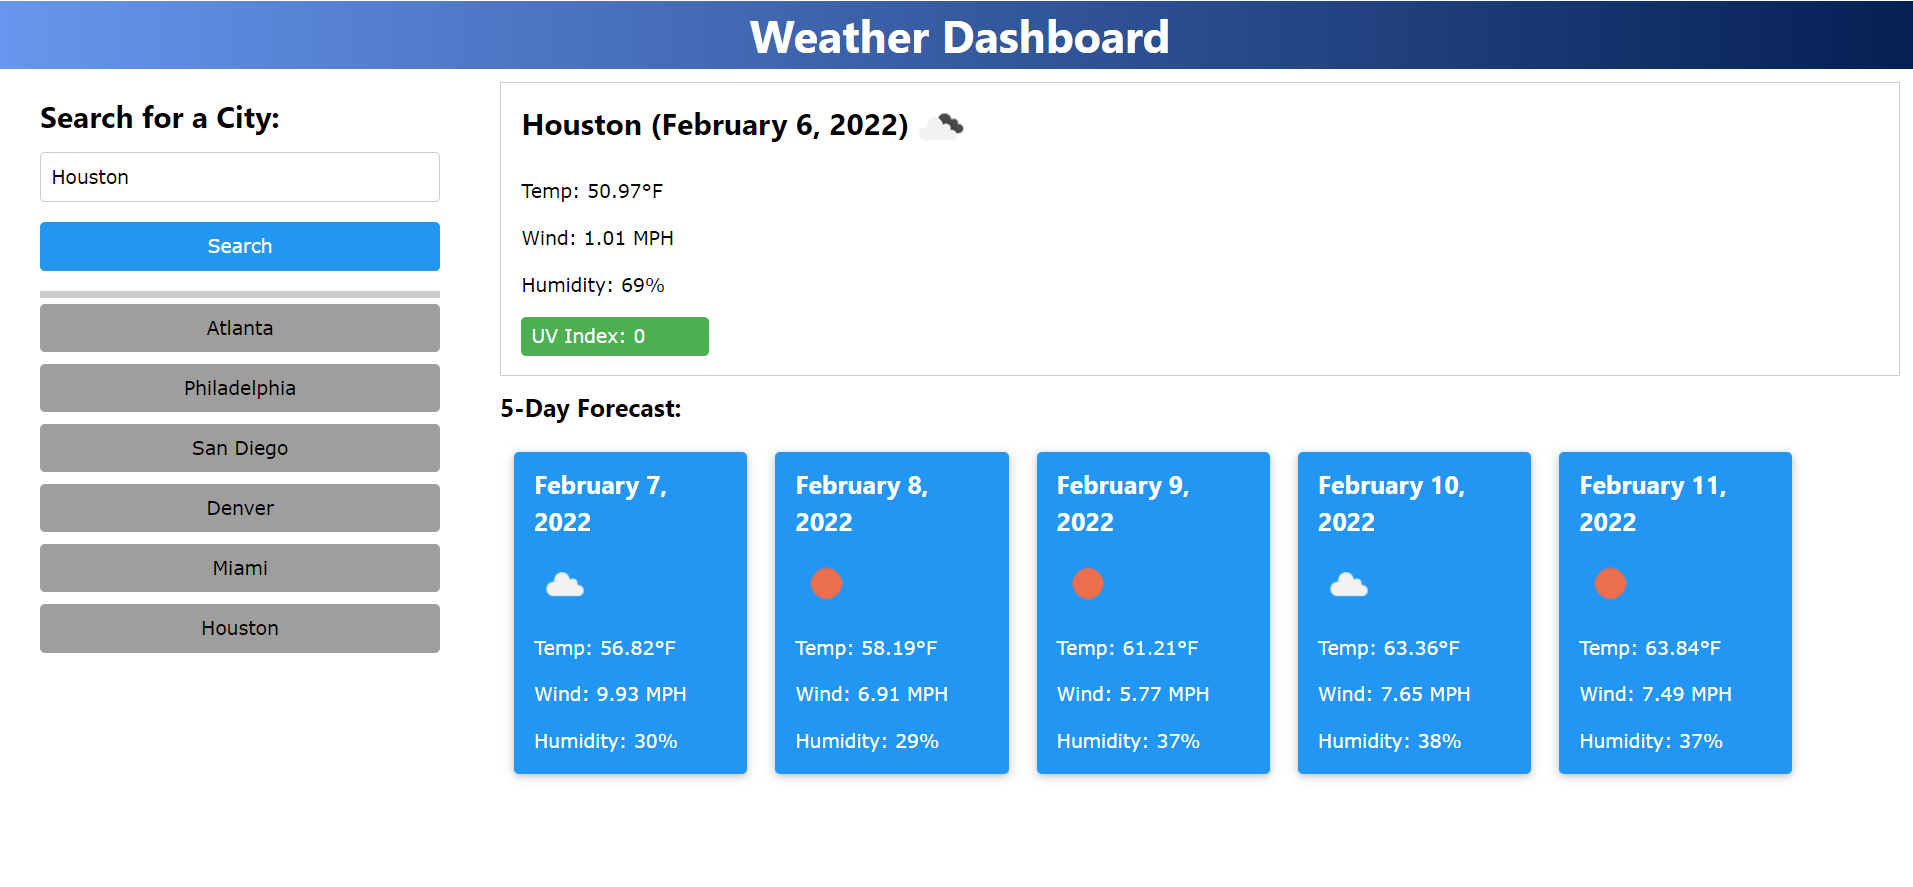 Weather Dashboard
Search for a City:
Houston
Search
Atlanta
Philadelphia
San Diego
Denver
Miami
Houston
Houston (February 6, 2022)
Temp: 50.97°F
Wind: 1.01 MPH
Humidity: 69%
UV Index: 0
5-Day Forecast:
February 7,
2022
Temp: 56.82°F
Wind: 9.93 MPH
Humidity: 30%
February 8,
2022
Temp: 58.19°F
Wind: 6.91 MPH
Humidity: 29%
February 9,
2022
Temp: 61.21°F
Wind: 5.77 MPH
Humidity: 37%
February 10,
2022
Temp: 63.36°F
Wind: 7.65 MPH
Humidity: 38%
February 11,
2022
Temp: 63.84°F
Wind: 7.49 MPH
Humidity: 37%